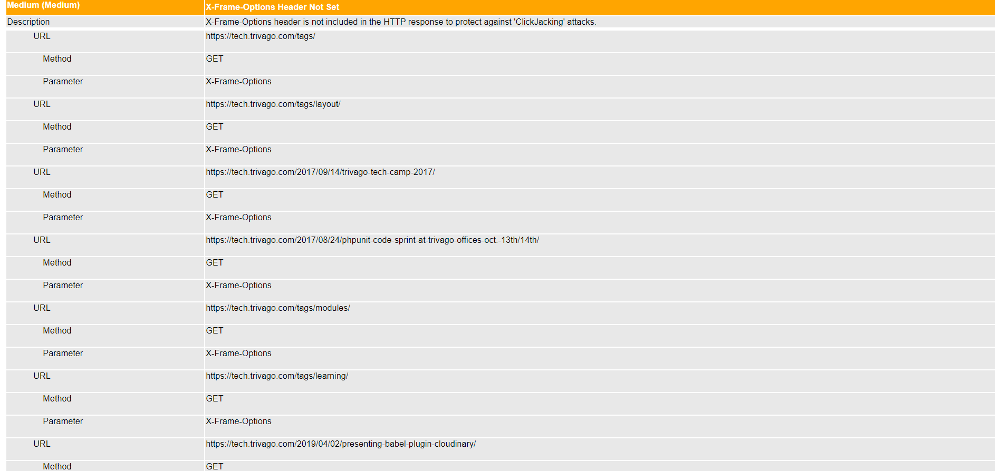 Medium (Medium) X-Frame-Options Header Not Set
Description X-Frame-Options header is not included in the HTTP response to protect against 'ClickJacking' attacks.
URL https://tech.trivago.com/tags/
Method GET
Parameter X-Frame-Options
URL https://tech.trivago.com/tags/layout/
Method GET
Parameter X-Frame-Options
URL https://tech.trivago.com/2017/09/14/trivago-tech-camp-2017/
Method GET
Parameter X-Frame-Options
URL https://tech.trivago.com/2017/08/24/phpunit-code-sprint-at-trivago-offices-oct.-13th/14th/
Method GET
Parameter X-Frame-Options
URL https://tech.trivago.com/tags/modules/
Method GET
Parameter X-Frame-Options
URL https://tech.trivago.com/tags/learning/
Method GET
Parameter X-Frame-Options
URL https://tech.trivago.com/2019/04/02/presenting-babel-plugin-cloudinary/
Method GET